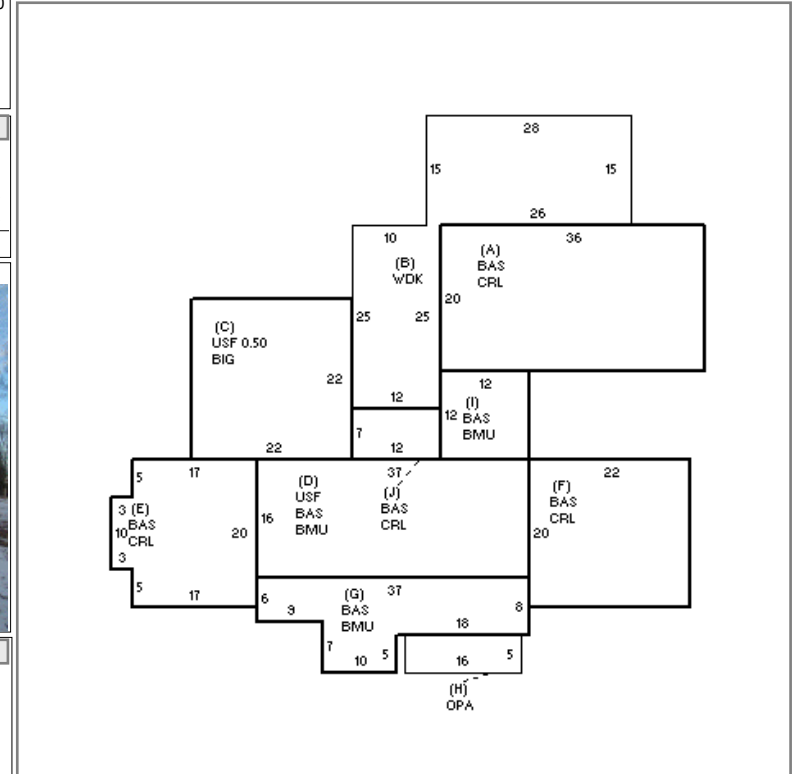 28
15 15
26
10 36
(A)
BAS
CRL
(B)
WDK
20
25 25
(C)
USF 0.50
BIG
22
12
12
(I)
BAS
BMU
12
7
22 12
17 37 22
5
(D)
USF
BAS
BMU
(J)
BAS
CRL
(F)
BAS
CRL
3 (E)
BAS
CRL
10
3
20 16 20
5
17 37
(G)
BAS
BMU
6
9
8
18
7
10 5
16 5
(H)
OPA